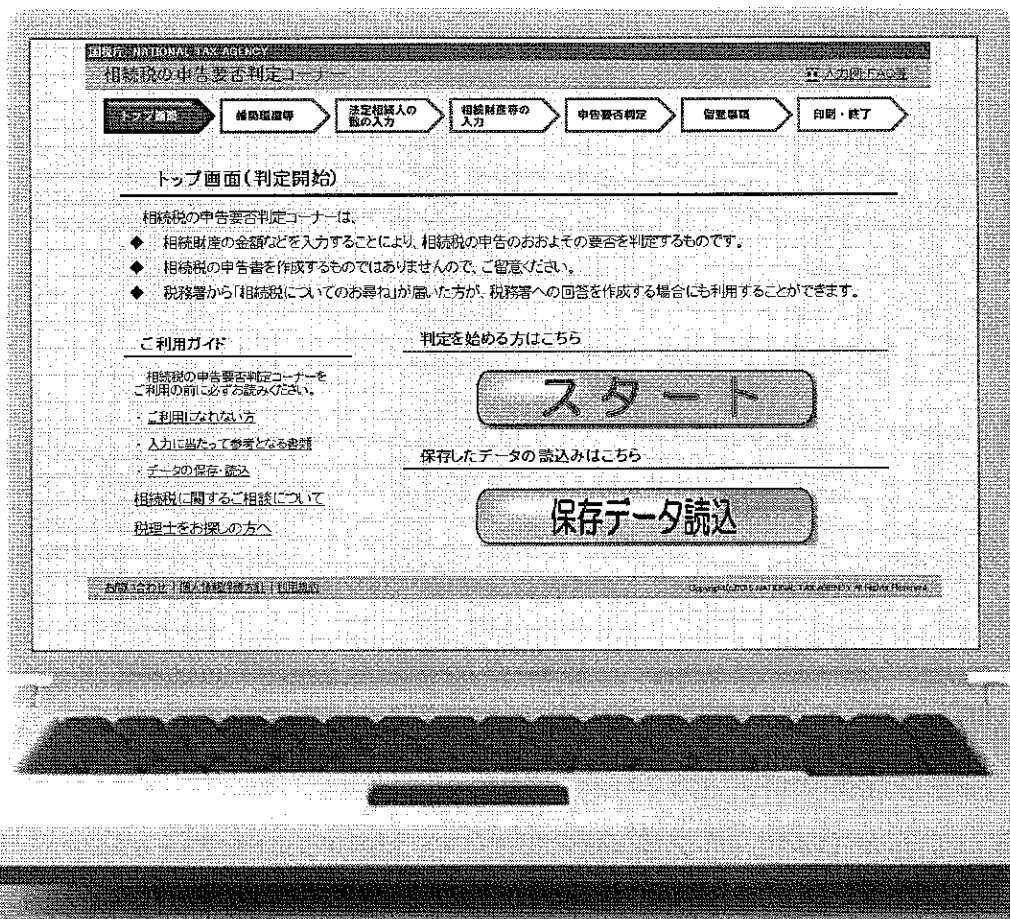 国税庁 NATIONAL TAX AGENCY
相続税の申告要否判定コーナー
入力例・FAQ等
トップ画面
推奨環境等
法定相続人の
数の入力
相続財産等の
入力
申告要否判定
留意事項
印刷・終了
トップ画面(判定開始)
相続税の申告要否判定コーナーは、
◆ 相続財産の金額などを入力することにより、相続税の申告のおおよその要否を判定するものです。
◆ 相続税の申告書を作成するものではありませんので、ご留意ください。
◆ 税務署から「相続税についてのお尋ね」が届いた方が、税務署への回答を作成する場合にも利用することができます。
ご利用ガイド
相続税の申告要否判定コーナーを
ご利用の前に必ずお読みください。
・ご利用になれない方
・入力に当たって参考となる書類
・データの保存・読込
相続税に関するご相談について
税理士をお探しの方へ
判定を始める方はこちら
スタート
保存したデータの読込みはこちら
保存データ読込
お問い合わせ | 個人情報保護方針 | 利用規約
NATIONAL TAX AGENCY All Rights Reserved